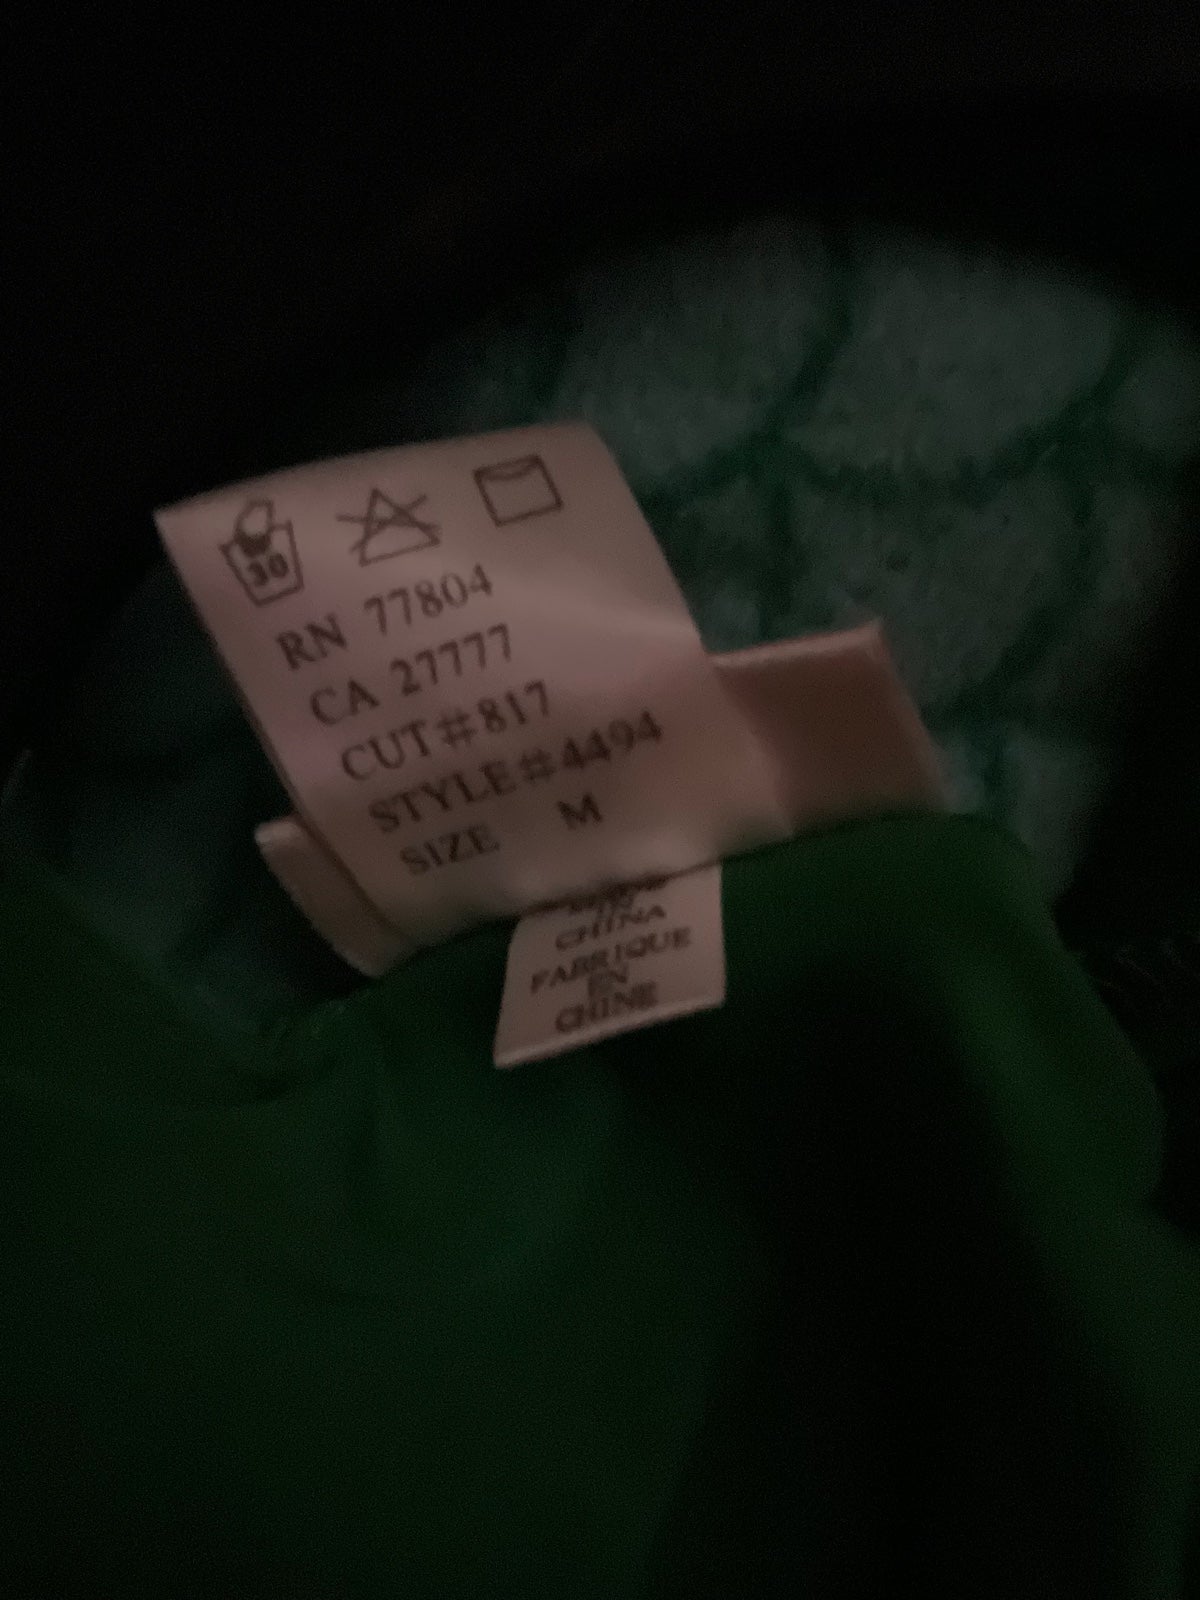 30
RN 77804
CA 27777
CUT#817
STYLE#4494
SIZE M
CHINA
FABRIQUE
EN
CHINE